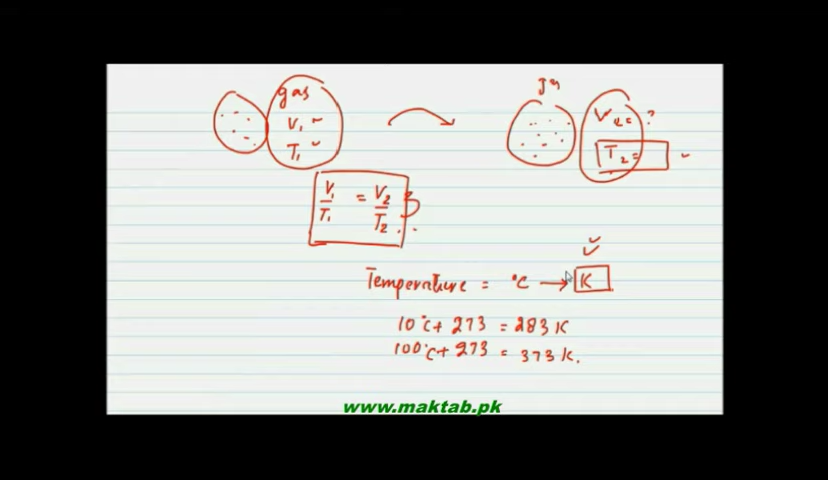 gas
V₁
T₁
gas
V₂ = ?
T₂ =
V₁/T₁ = V₂/T₂
Temperature = °C → K
10°C + 273 = 283 K
100°C + 273 = 373 K.
www.maktab.pk